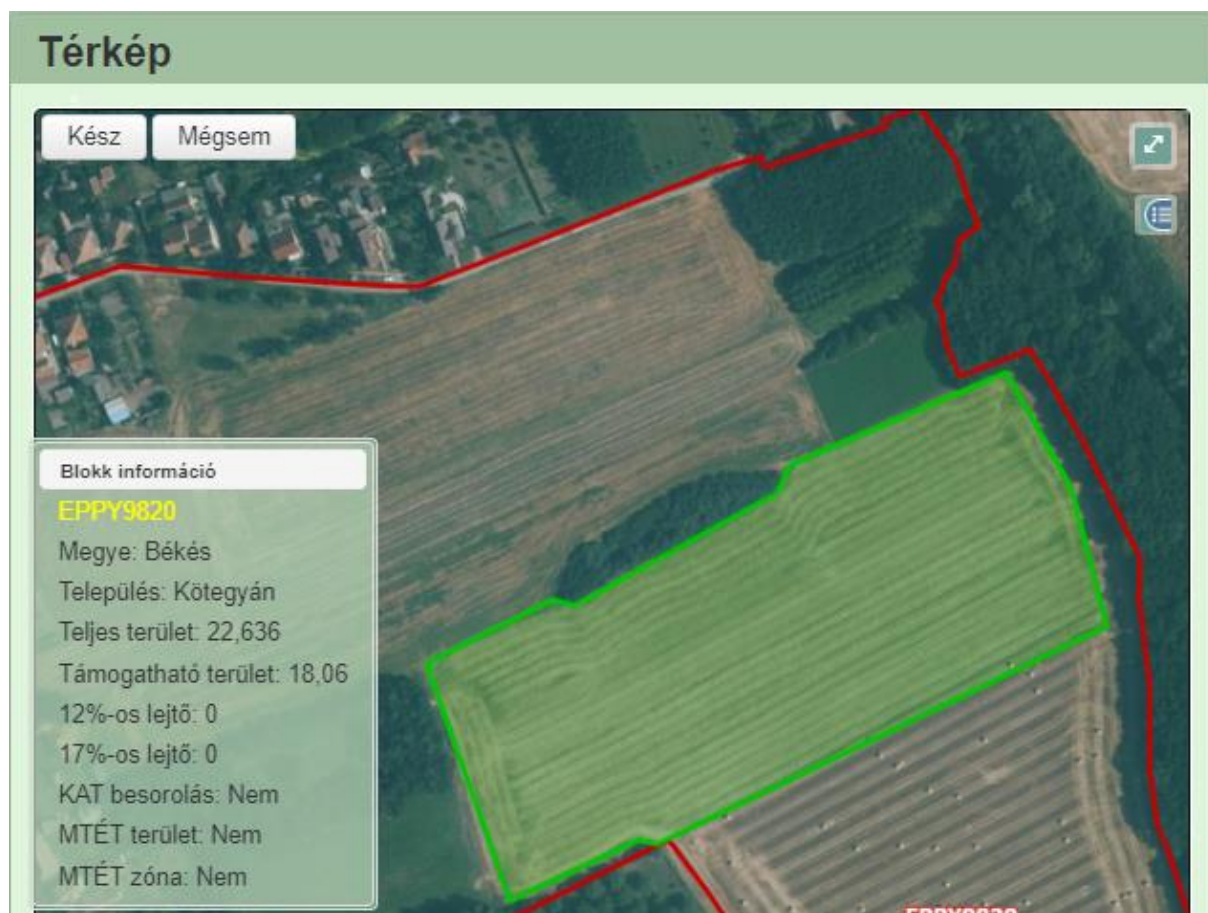 Térkép
Kész Mégsem
Blokk információ
EPPY9820
Megye: Békés
Település: Kötegyán
Teljes terület: 22,636
Támogatható terület: 18,06
12%-os lejtő: 0
17%-os lejtő: 0
KAT besorolás: Nem
MTÉT terület: Nem
MTÉT zóna: Nem